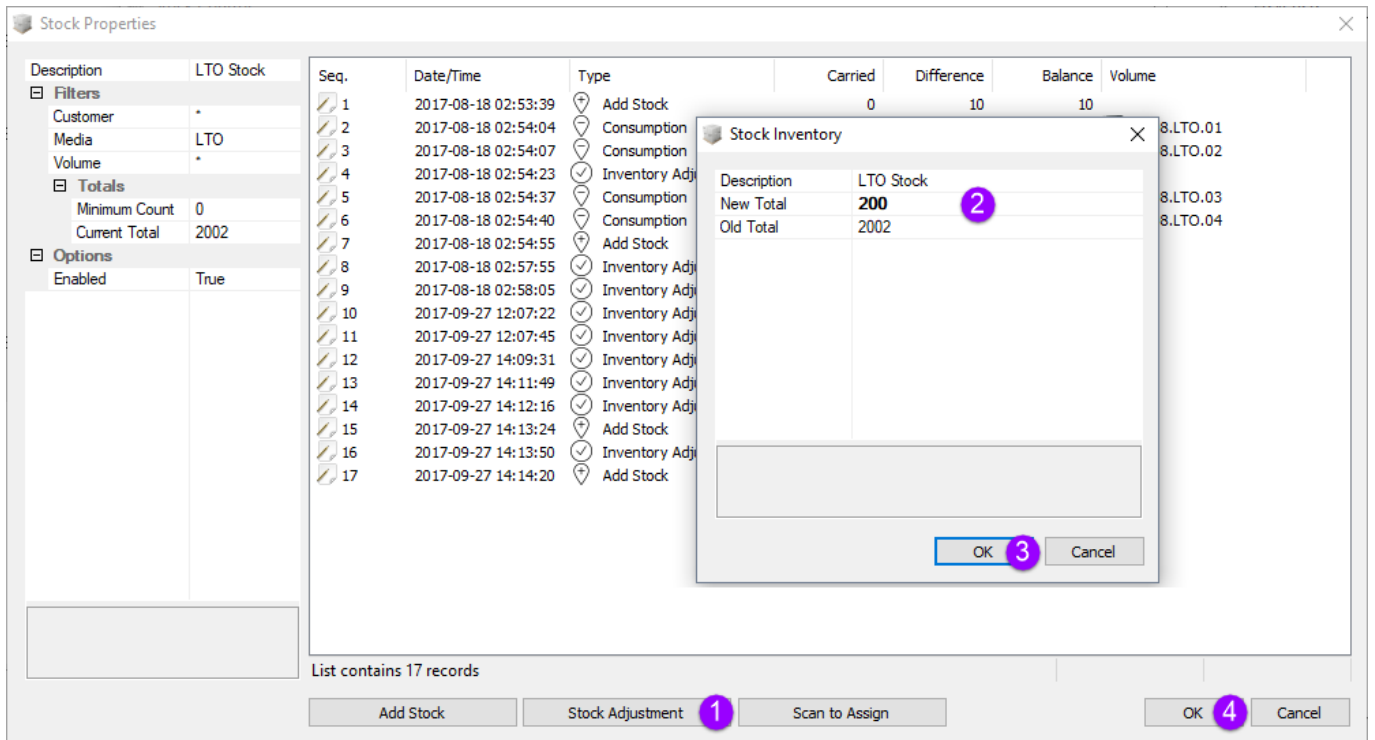 Stock Properties
Description LTO Stock
Filters
Customer *
Media LTO
Volume *
Totals
Minimum Count 0
Current Total 2002
Options
Enabled True
Seq. Date/Time Type Carried Difference Balance Volume
1 2017-08-18 02:53:39 Add Stock 0 10 10
2 2017-08-18 02:54:04 Consumption 8.LTO.01
3 2017-08-18 02:54:07 Consumption 8.LTO.02
4 2017-08-18 02:54:23 Inventory Adj
5 2017-08-18 02:54:37 Consumption 8.LTO.03
6 2017-08-18 02:54:40 Consumption 8.LTO.04
7 2017-08-18 02:54:55 Add Stock
8 2017-08-18 02:57:55 Inventory Adj
9 2017-08-18 02:58:05 Inventory Adj
10 2017-09-27 12:07:22 Inventory Adj
11 2017-09-27 12:07:45 Inventory Adj
12 2017-09-27 14:09:31 Inventory Adj
13 2017-09-27 14:11:49 Inventory Adj
14 2017-09-27 14:12:16 Inventory Adj
15 2017-09-27 14:13:24 Add Stock
16 2017-09-27 14:13:50 Inventory Adj
17 2017-09-27 14:14:20 Add Stock
Stock Inventory
Description LTO Stock
New Total 200 2
Old Total 2002
OK 3 Cancel
List contains 17 records
Add Stock Stock Adjustment 1 Scan to Assign OK 4 Cancel